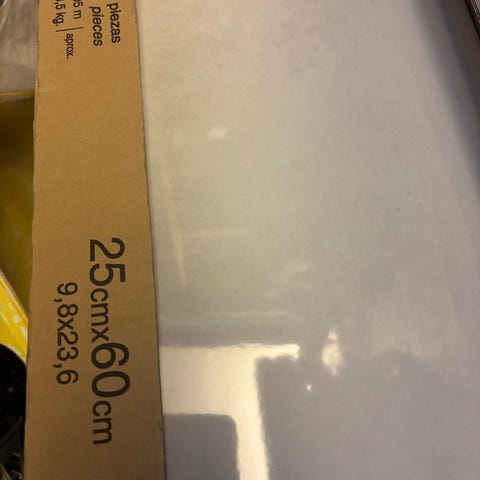 piezas
pieces
aprox.
25cmx60cm
9,8x23,6